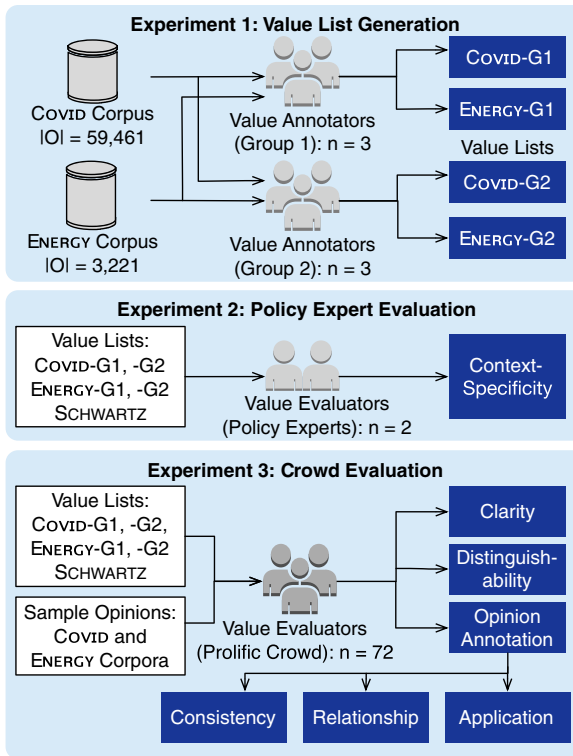 Experiment 1: Value List Generation
COVID Corpus
|O| = 59,461
ENERGY Corpus
|O| = 3,221
Value Annotators
(Group 1): n = 3
Value Annotators
(Group 2): n = 3
COVID-G1
ENERGY-G1
Value Lists
COVID-G2
ENERGY-G2
Experiment 2: Policy Expert Evaluation
Value Lists:
COVID-G1, -G2
ENERGY-G1, -G2
SCHWARTZ
Value Evaluators
(Policy Experts): n = 2
Context-
Specificity
Experiment 3: Crowd Evaluation
Value Lists:
COVID-G1, -G2,
ENERGY-G1, -G2
SCHWARTZ
Sample Opinions:
COVID and
ENERGY Corpora
Value Evaluators
(Prolific Crowd): n = 72
Clarity
Distinguish-
ability
Opinion
Annotation
Consistency
Relationship
Application